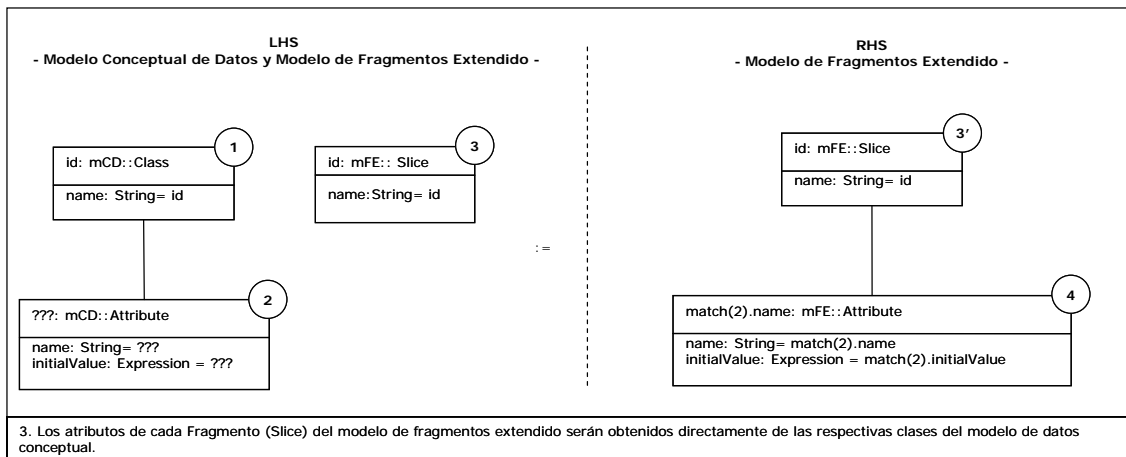 LHS
- Modelo Conceptual de Datos y Modelo de Fragmentos Extendido -
RHS
- Modelo de Fragmentos Extendido -
1
id: mCD::Class
name: String= id
3
id: mFE:: Slice
name:String= id
3’
id: mFE::Slice
name: String= id
:=
2
???: mCD::Attribute
name: String= ???
initialValue: Expression = ???
4
match(2).name: mFE::Attribute
name: String= match(2).name
initialValue: Expression = match(2).initialValue
3. Los atributos de cada Fragmento (Slice) del modelo de fragmentos extendido serán obtenidos directamente de las respectivas clases del modelo de datos
conceptual.